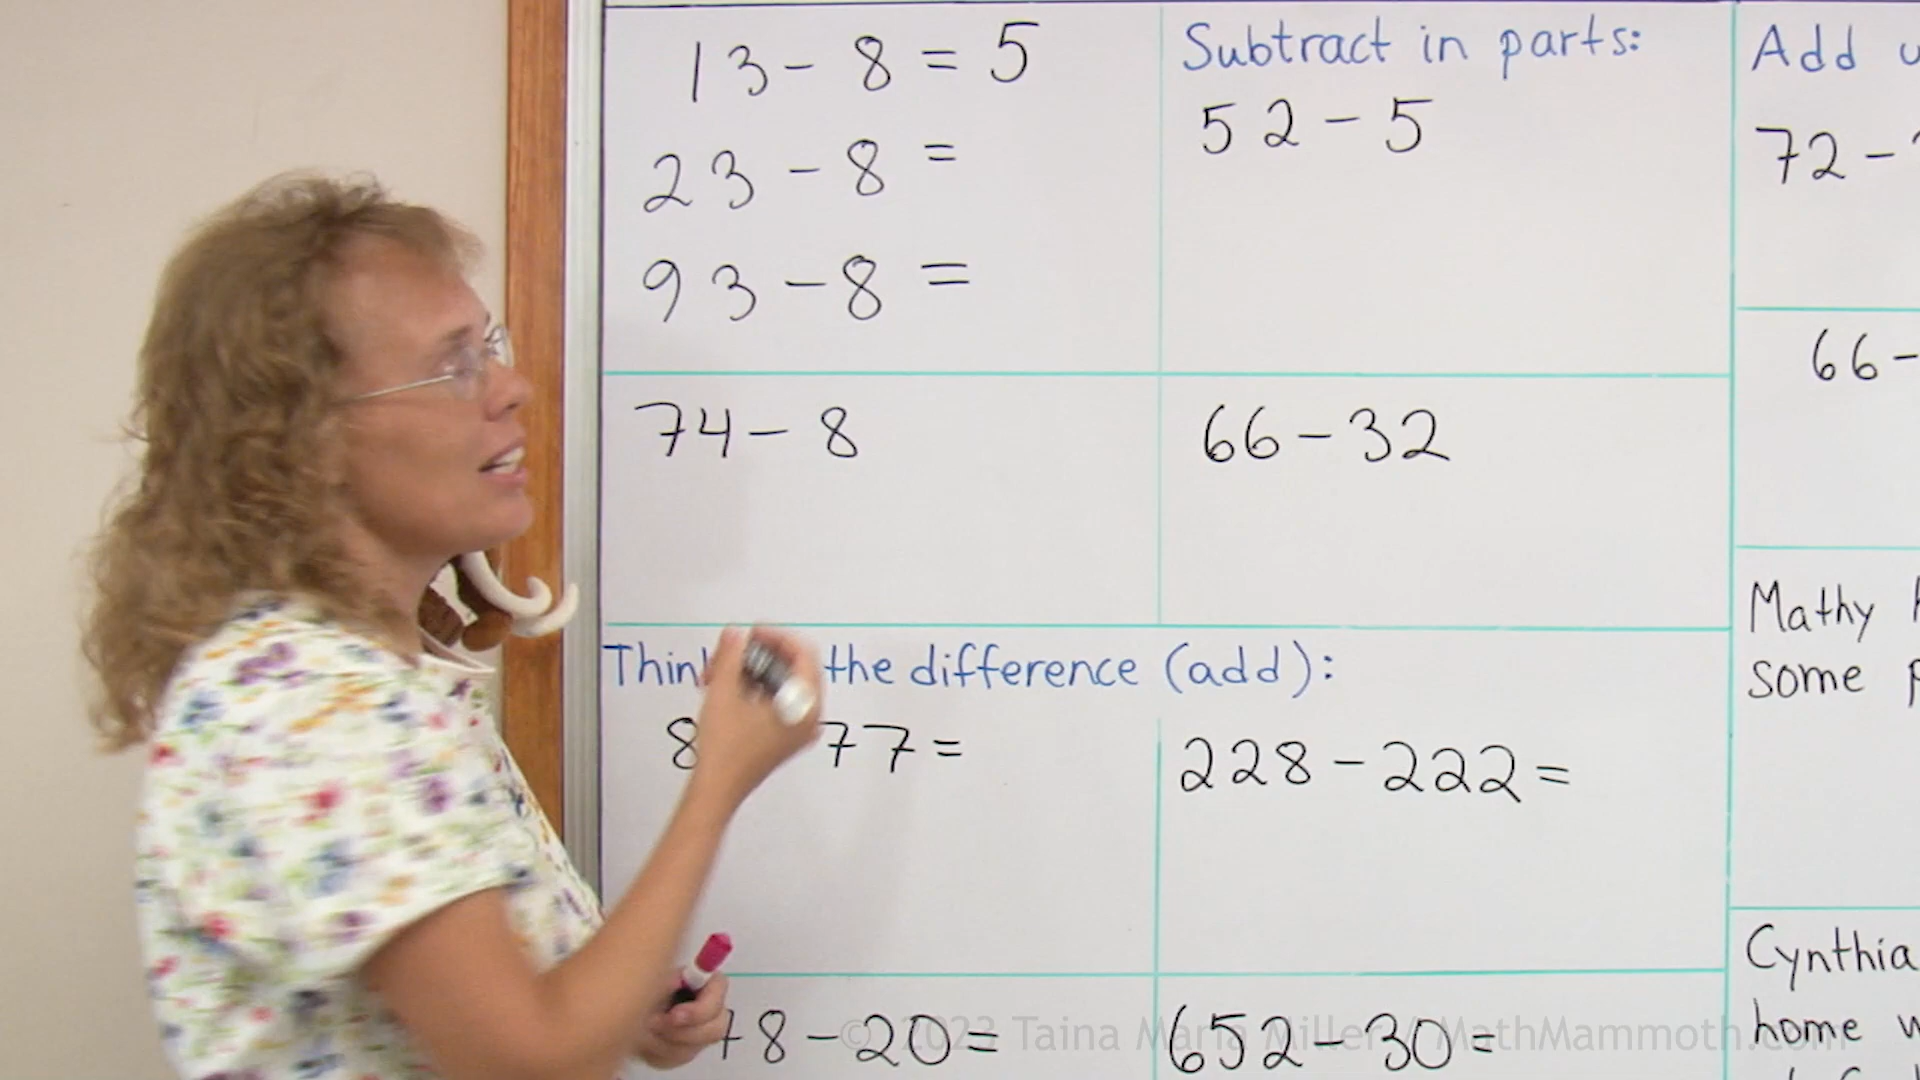 13 - 8 = 5
23 - 8 =
93 - 8 =
Subtract in parts:
52 - 5
Add
72 -
74 - 8
66 - 32
66 -
the difference (add):
77 =
228 - 222 =
Mathy
some
78 - 20 =
652 - 30 =
Cynthia
home
© 2023 Taina Maria Miller / MathMammoth.com